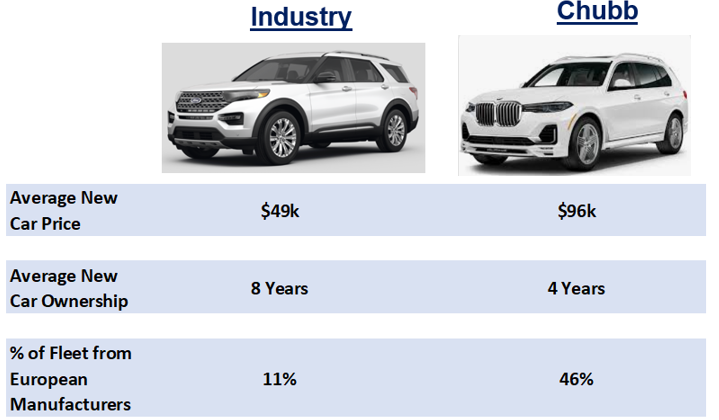 Industry
Chubb
Average New
Car Price
$49k
$96k
Average New
Car Ownership
8 Years
4 Years
% of Fleet from
European
Manufacturers
11%
46%